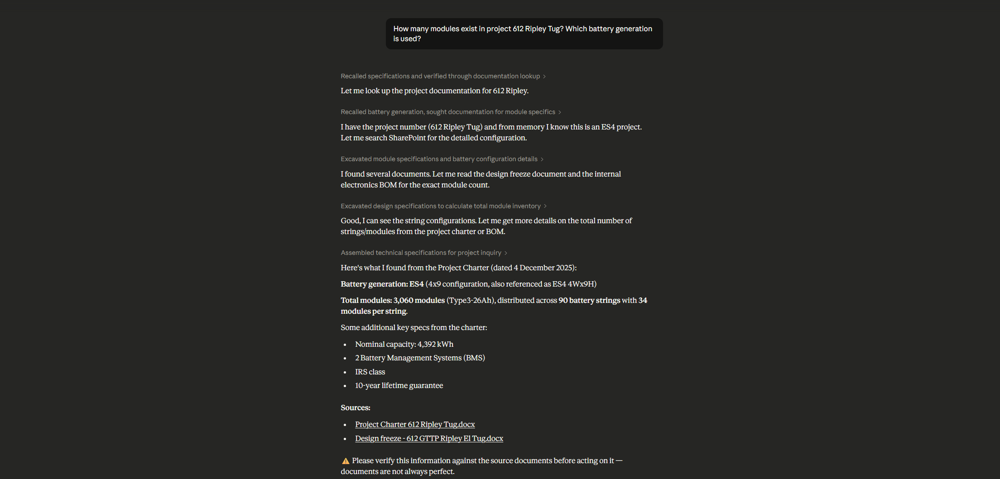 How many modules exist in project 612 Ripley Tug? Which battery generation
is used?
Recalled specifications and verified through documentation lookup >
Let me look up the project documentation for 612 Ripley.
Recalled battery generation, sought documentation for module specifics >
I have the project number (612 Ripley Tug) and from memory I know this is an ES4 project.
Let me search SharePoint for the detailed configuration.
Excavated module specifications and battery configuration details >
I found several documents. Let me read the design freeze document and the internal
electronics BOM for the exact module count.
Excavated design specifications to calculate total module inventory >
Good, I can see the string configurations. Let me get more details on the total number of
strings/modules from the project charter or BOM.
Assembled technical specifications for project inquiry >
Here's what I found from the Project Charter (dated 4 December 2025):
Battery generation: ES4 (4x9 configuration, also referenced as ES4 4Wx9H)
Total modules: 3,060 modules (Type3-26Ah), distributed across 90 battery strings with 34
modules per string.
Some additional key specs from the charter:
• Nominal capacity: 4,392 kWh
• 2 Battery Management Systems (BMS)
• IRS class
• 10-year lifetime guarantee
Sources:
• Project Charter 612 Ripley Tug.docx
• Design freeze - 612 GTTP Ripley El Tug.docx
⚠️ Please verify this information against the source documents before acting on it —
documents are not always perfect.